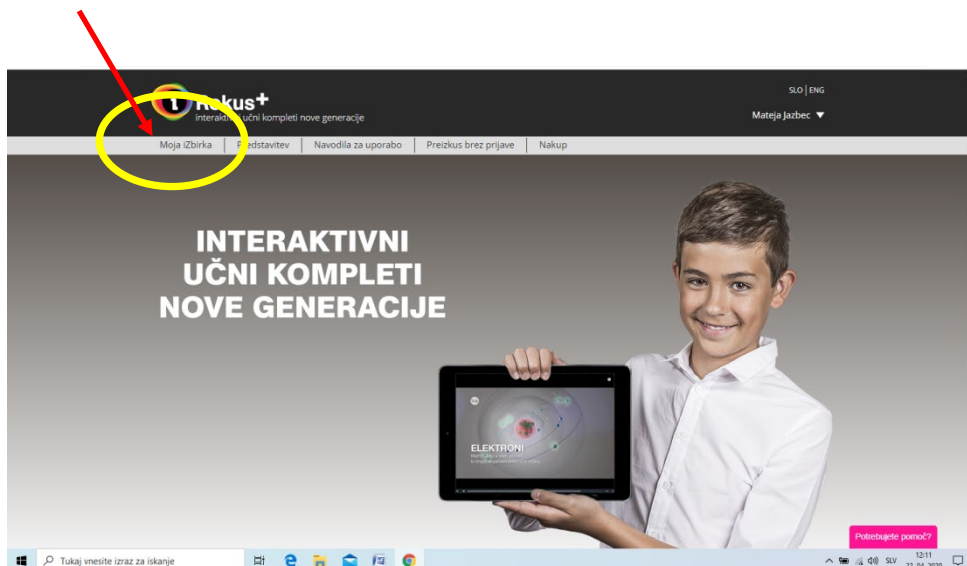 SLO | ENG
iRokus+
interaktivni učni kompleti nove generacije
Mateja Jazbec ▼
Moja iZbirka | Predstavitev | Navodila za uporabo | Preizkus brez prijave | Nakup
INTERAKTIVNI
UČNI KOMPLETI
NOVE GENERACIJE
ELEKTRONI
Potrebujete pomoč?
Tukaj vnesite izraz za iskanje
SLV
12:11